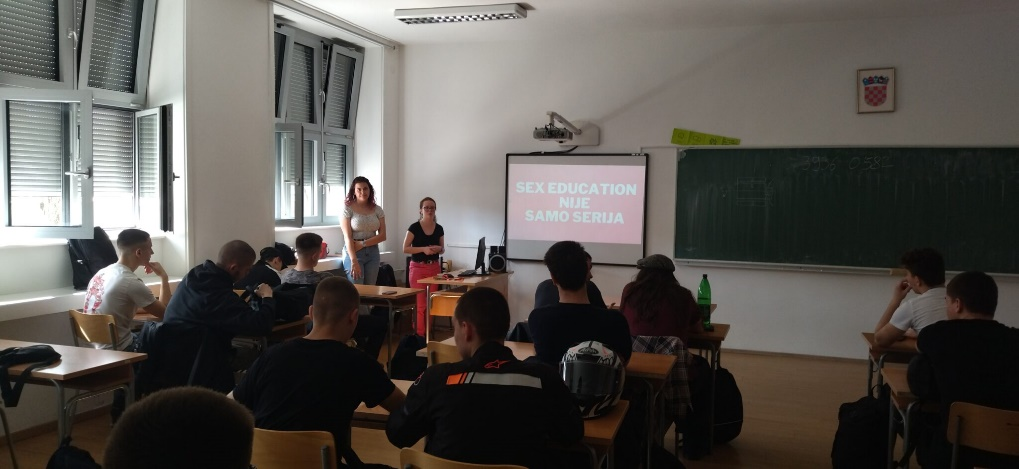 SEX EDUCATION
NIJE
SAMO SERIJA